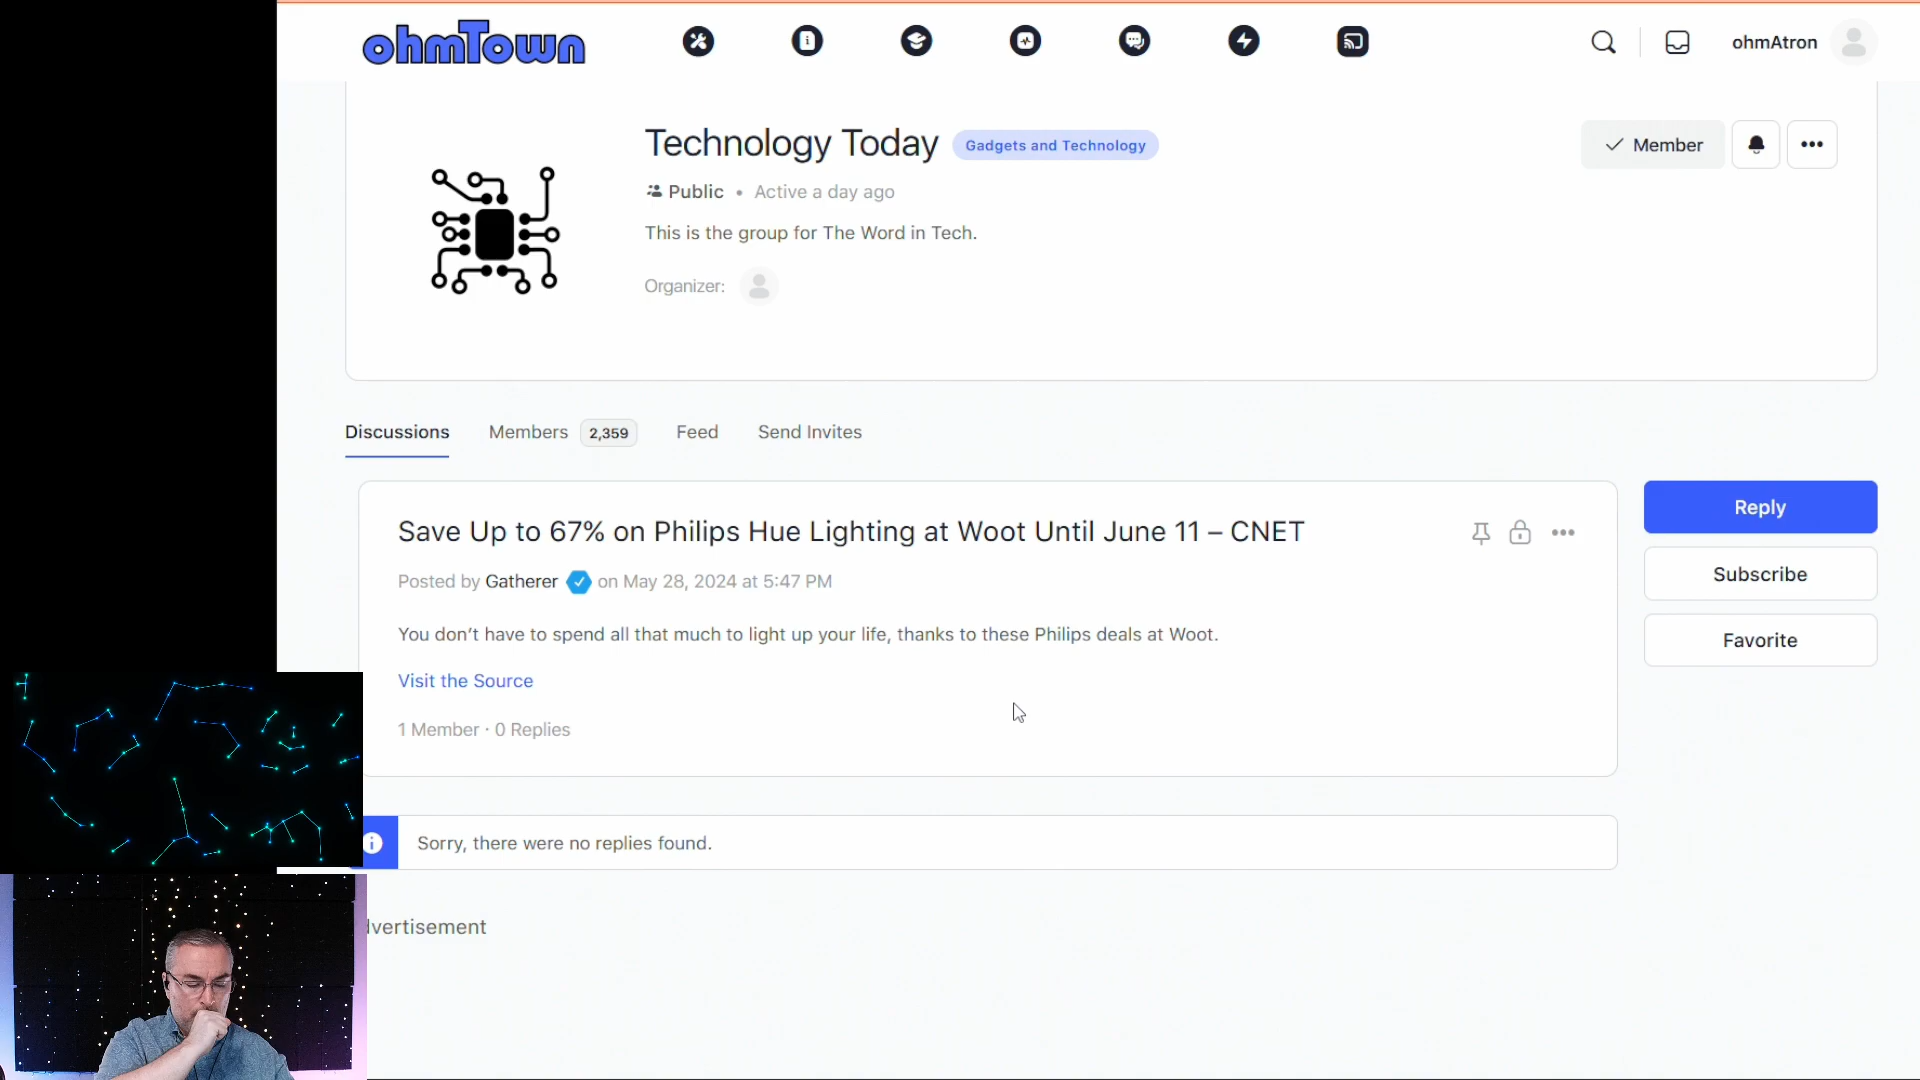 ohmTown
ohmAtron
Technology Today
Gadgets and Technology
Member
Public • Active a day ago
This is the group for The Word in Tech.
Organizer:
Discussions
Members 2,359
Feed
Send Invites
Save Up to 67% on Philips Hue Lighting at Woot Until June 11 – CNET
Posted by Gatherer on May 28, 2024 at 5:47 PM
You don’t have to spend all that much to light up your life, thanks to these Philips deals at Woot.
Visit the Source
1 Member · 0 Replies
Reply
Subscribe
Favorite
Sorry, there were no replies found.
dvertisement